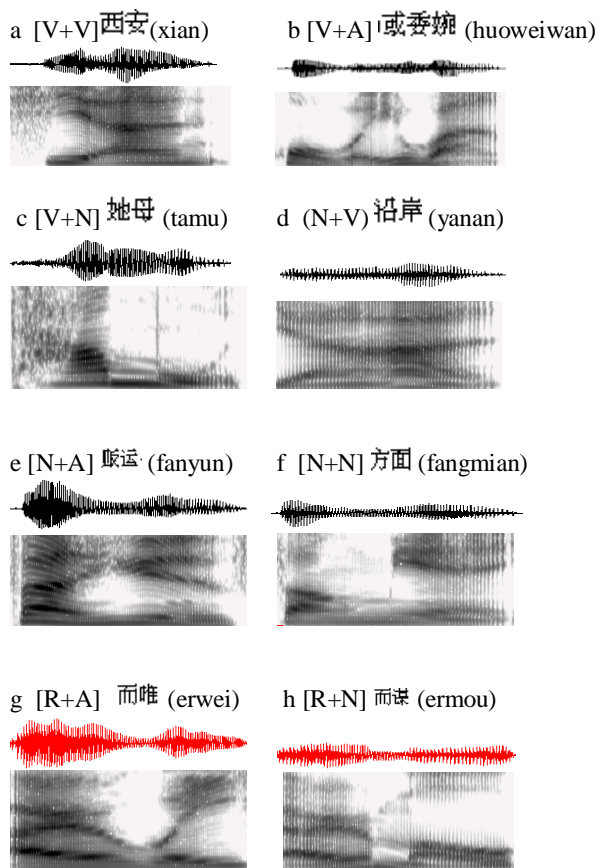 a [V+V]西安(xian)
b [V+A] 或委婉 (huoweiwan)
c [V+N] 她母 (tamu)
d (N+V) 沿岸 (yanan)
e [N+A] 贩运 (fanyun)
f [N+N] 方面 (fangmian)
g [R+A] 而唯 (erwei)
h [R+N] 而谋 (ermou)